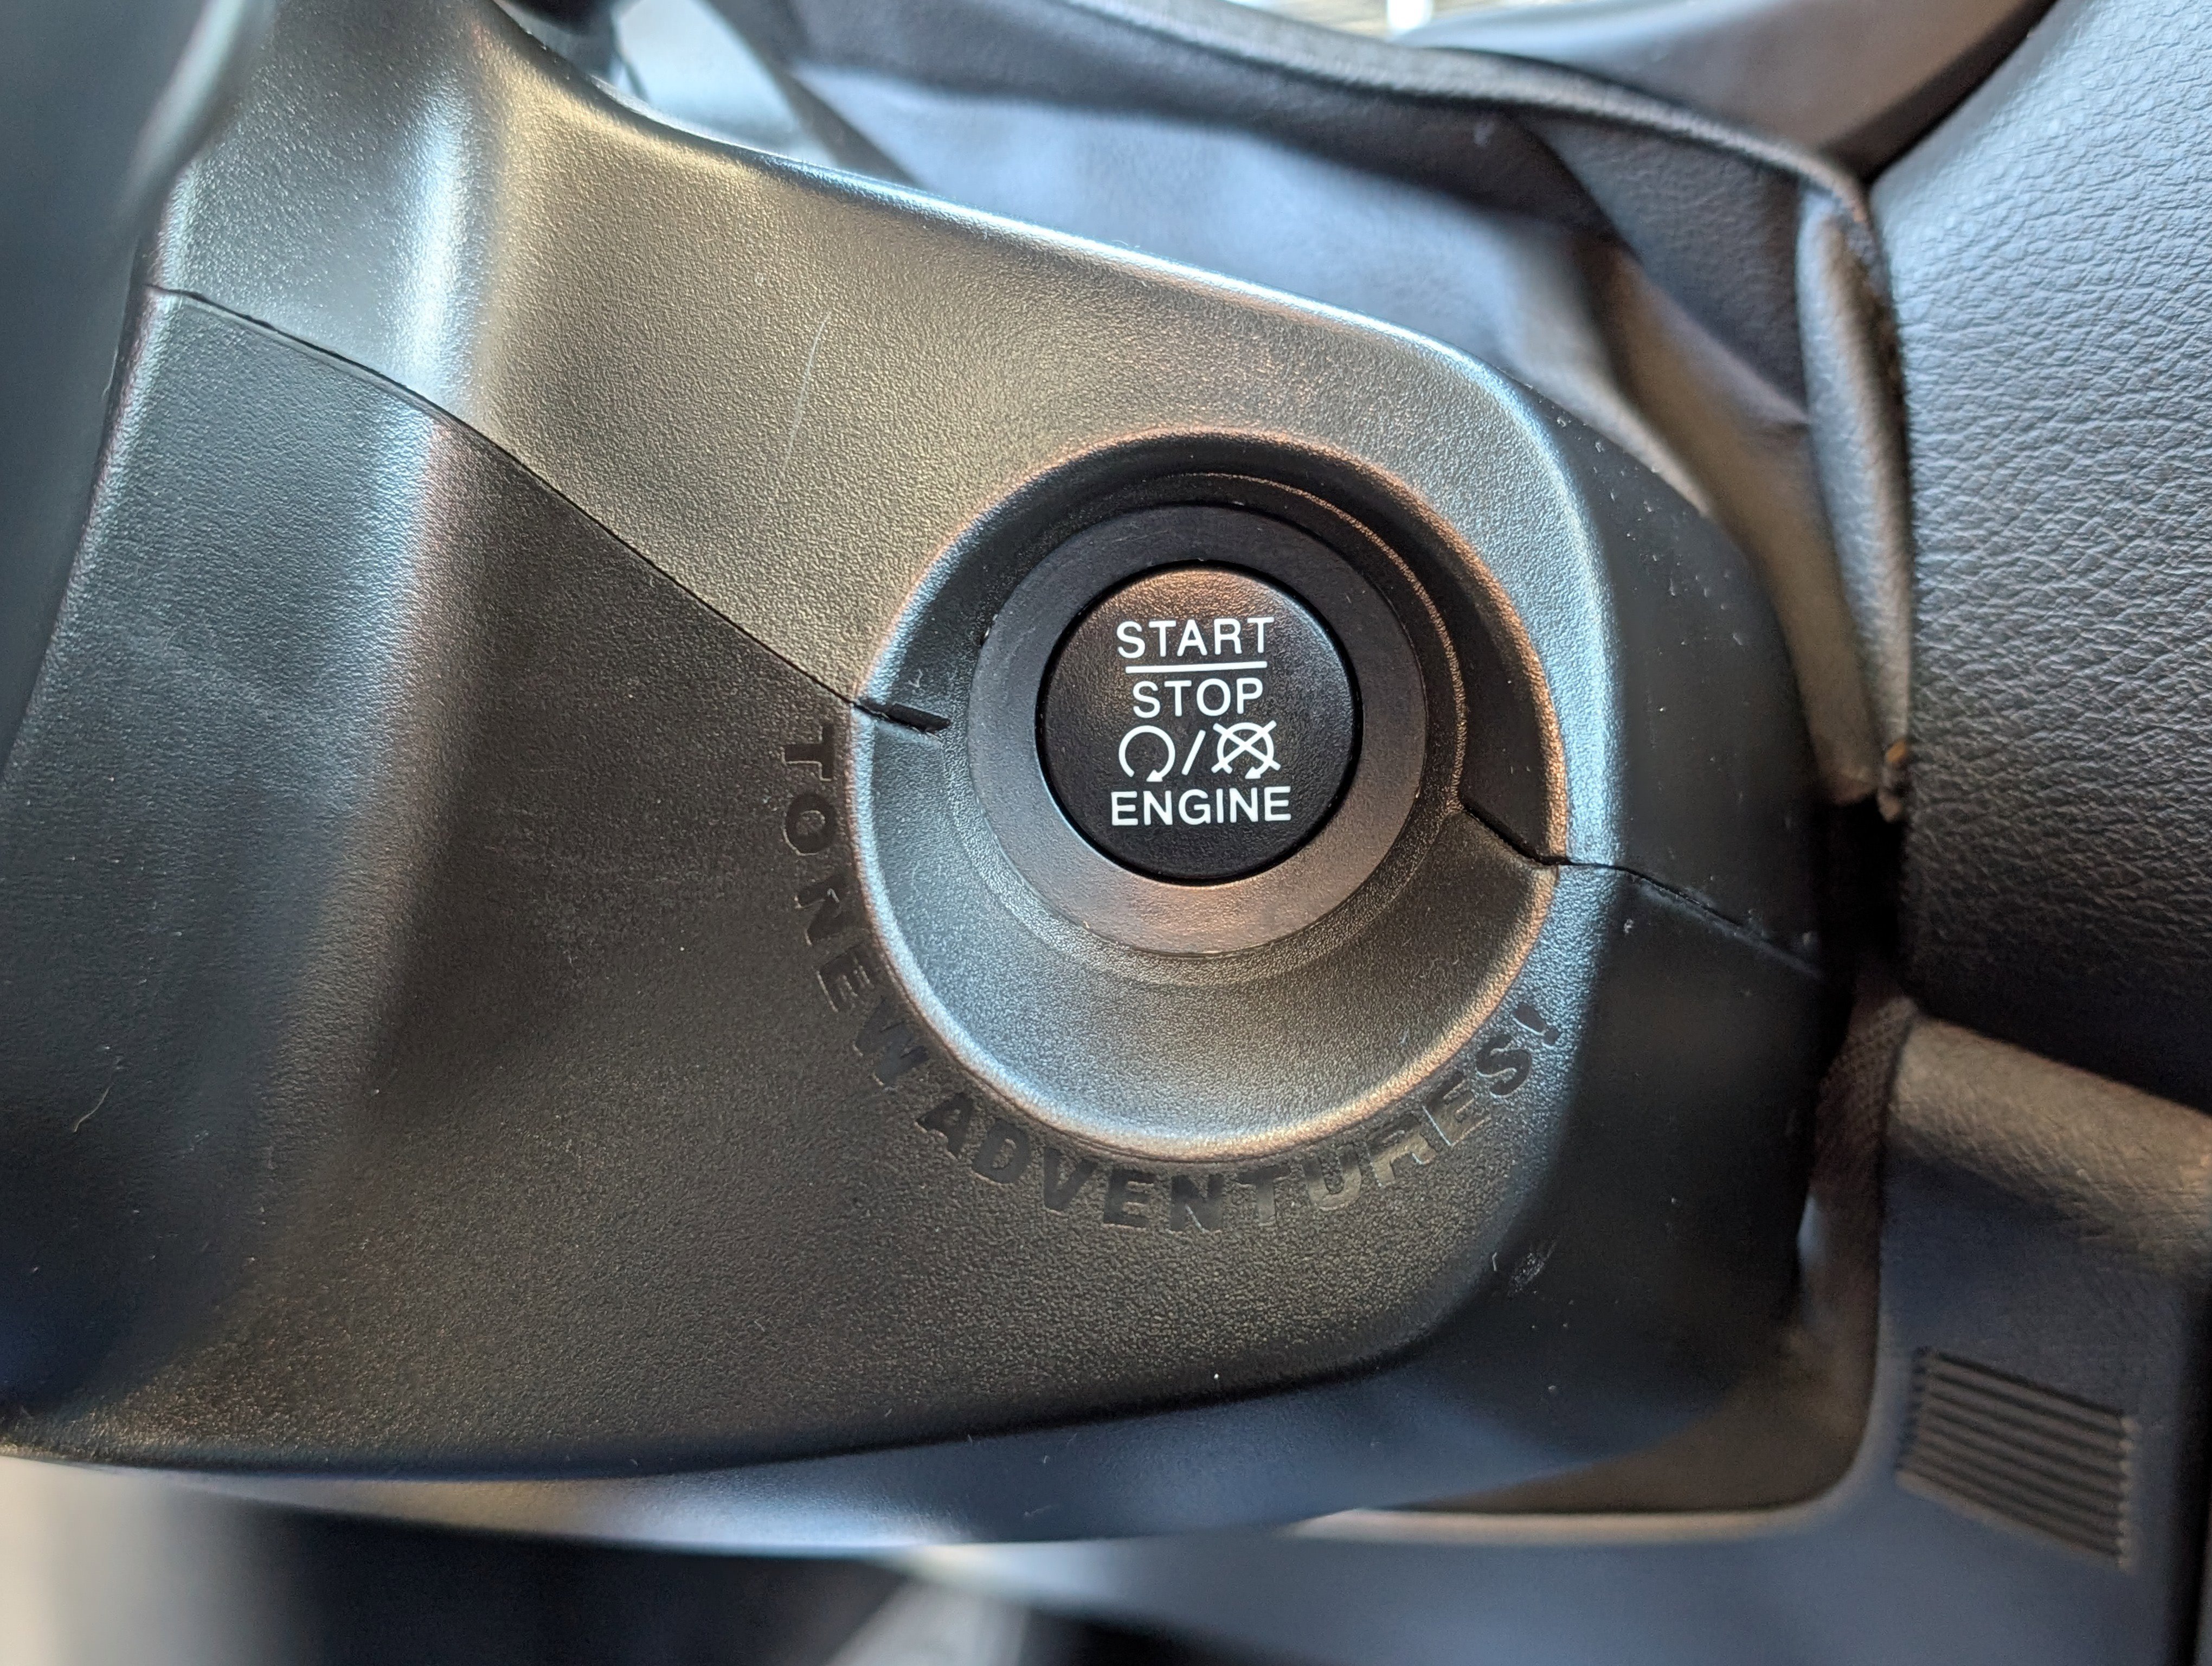 START
STOP
/
ENGINE
TO NEW ADVENTURES!